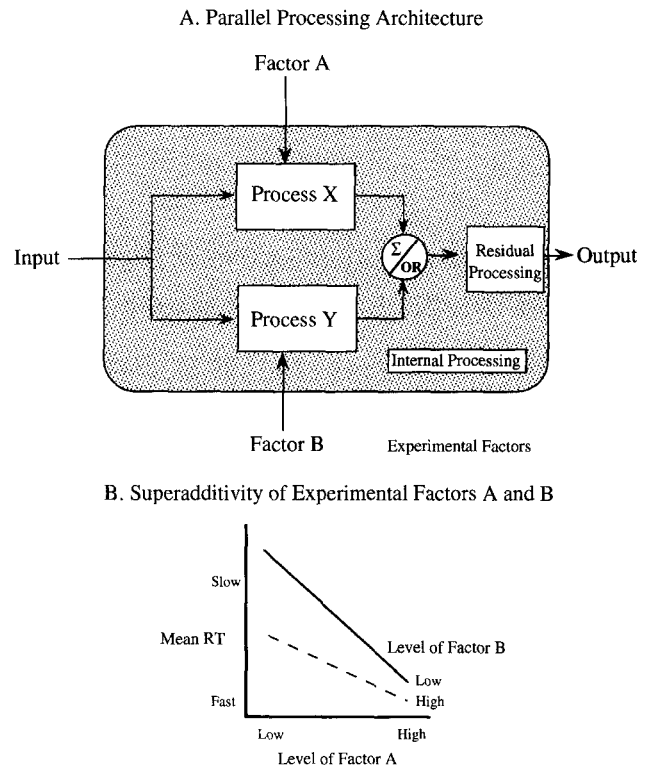 A. Parallel Processing Architecture
Factor A
Process X
Input
Σ
OR
Residual
Processing
Output
Process Y
Internal Processing
Factor B
Experimental Factors
B. Superadditivity of Experimental Factors A and B
Slow
Mean RT
Level of Factor B
Low
High
Fast
Low
High
Level of Factor A